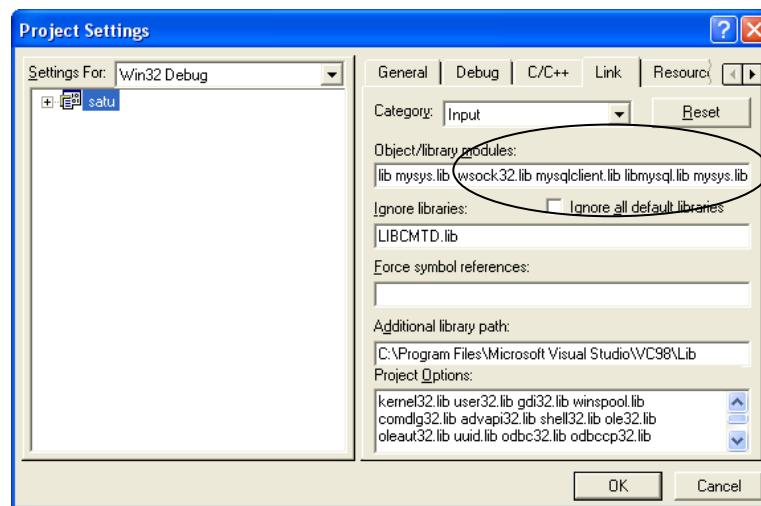 Project Settings
Settings For: Win32 Debug
satu
General Debug C/C++ Link Resourc
Category: Input Reset
Object/library modules:
lib mysys.lib wsock32.lib mysqlclient.lib libmysql.lib mysys.lib
Ignore libraries: Ignore all default libraries
LIBCMTD.lib
Force symbol references:
Additional library path:
C:\Program Files\Microsoft Visual Studio\VC98\Lib
Project Options:
kernel32.lib user32.lib gdi32.lib winspool.lib
comdlg32.lib advapi32.lib shell32.lib ole32.lib
oleaut32.lib uuid.lib odbc32.lib odbccp32.lib
OK Cancel